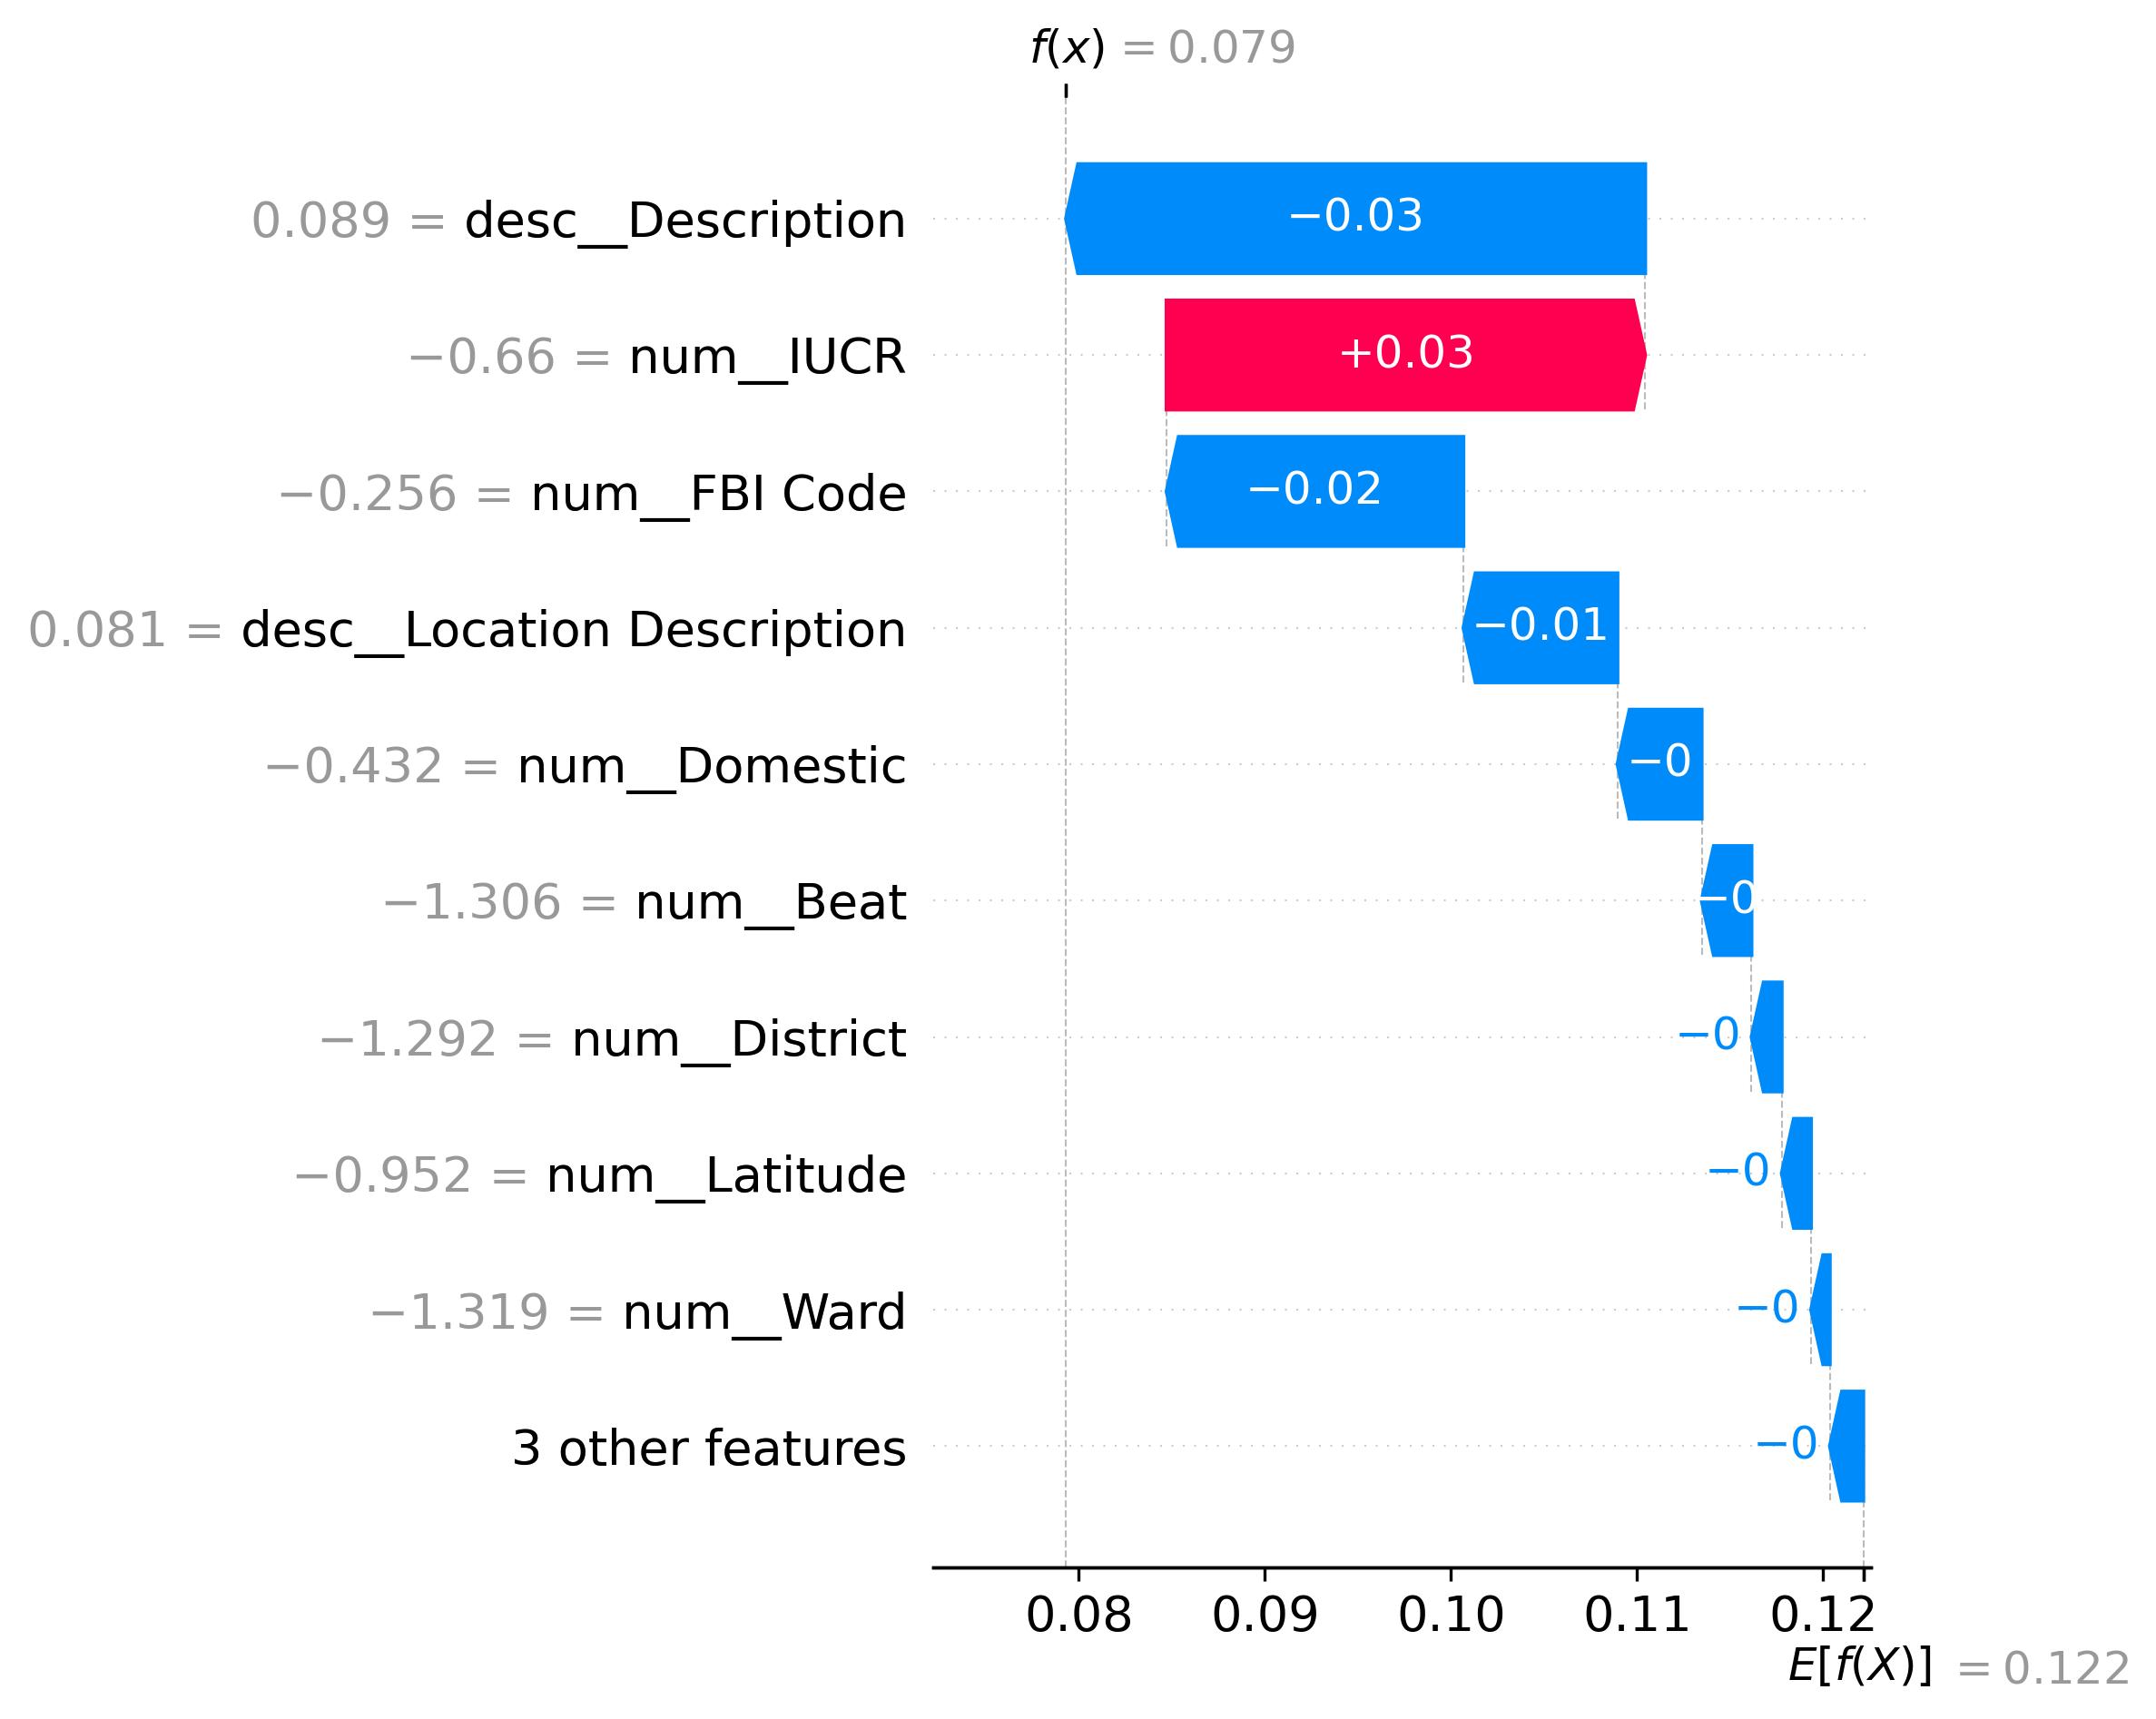 f(x) = 0.079
0.089 = desc__Description
−0.03
−0.66 = num__IUCR
+0.03
−0.256 = num__FBI Code
−0.02
0.081 = desc__Location Description
−0.01
−0.432 = num__Domestic
−0
−1.306 = num__Beat
−0
−1.292 = num__District
−0
−0.952 = num__Latitude
−0
−1.319 = num__Ward
−0
3 other features
−0
0.08 0.09 0.10 0.11 0.12
E[f(X)] = 0.122